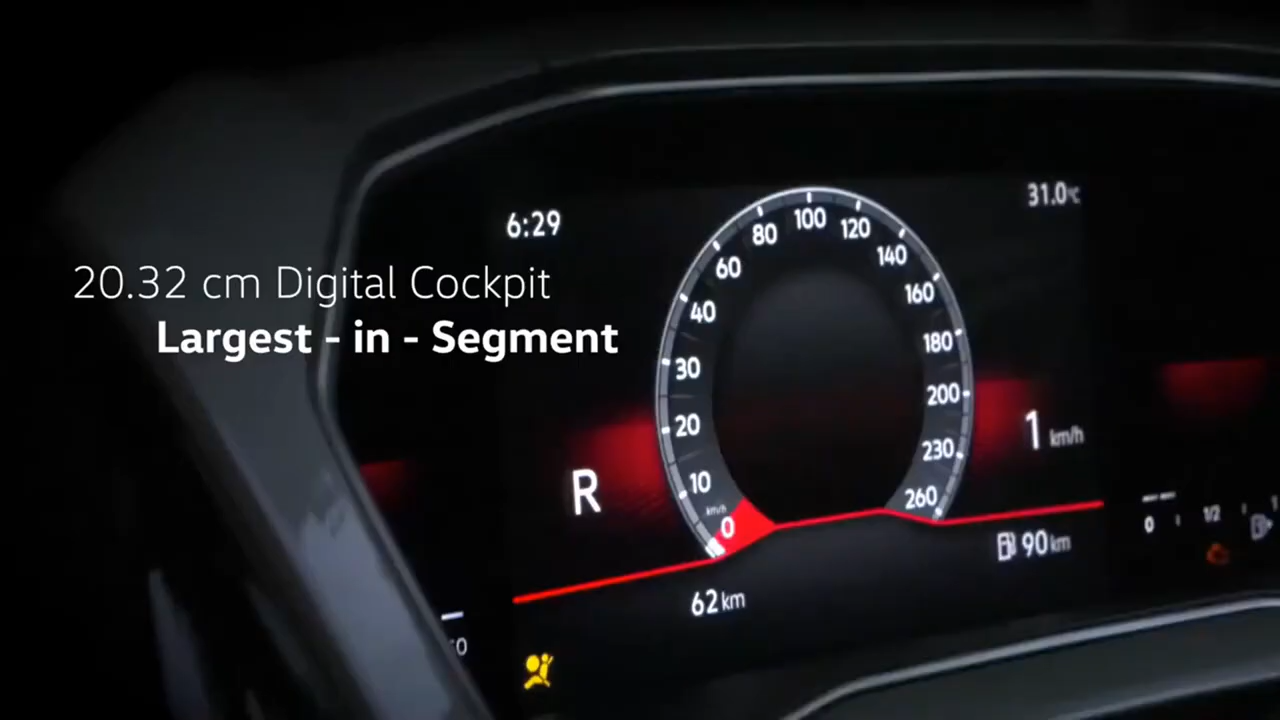 6:29
31.0°C
20.32 cm Digital Cockpit
Largest - in - Segment
100
80
120
60
140
40
160
30
180
20
200
10
230
260
km/h
0
R
1 km/h
62 km
90 km
0
1/2